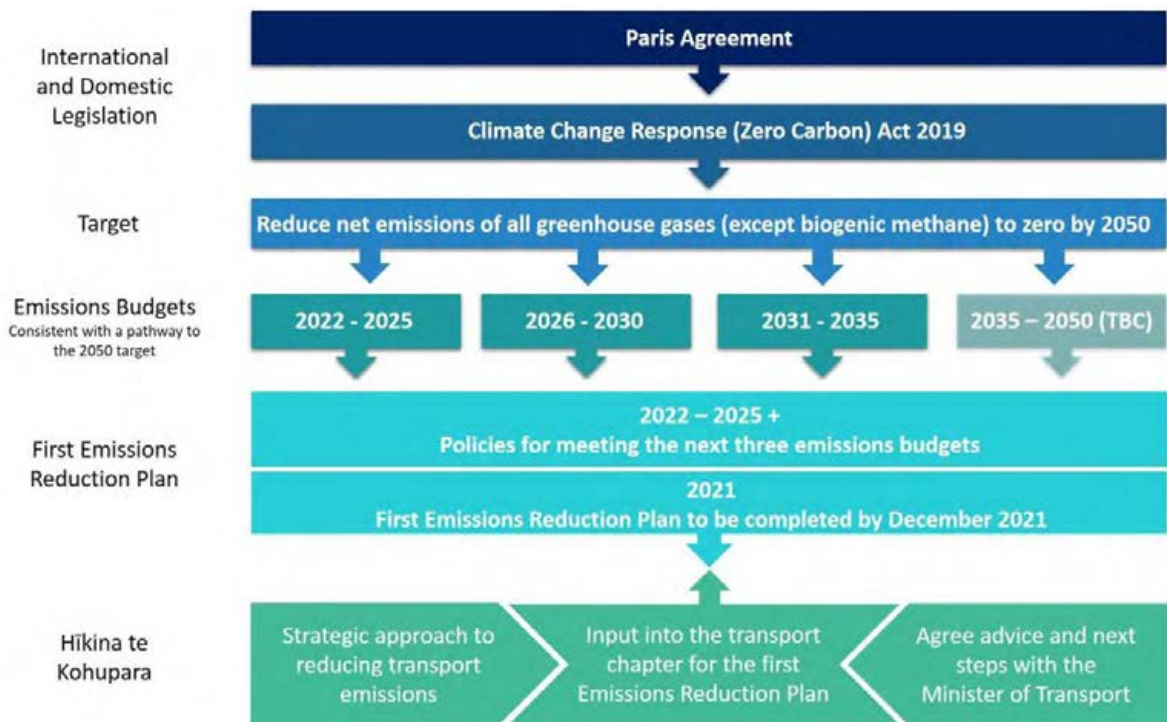 International
and Domestic
Legislation
Paris Agreement
Climate Change Response (Zero Carbon) Act 2019
Target
Reduce net emissions of all greenhouse gases (except biogenic methane) to zero by 2050
Emissions Budgets
Consistent with a pathway to
the 2050 target
2022 - 2025
2026 - 2030
2031 - 2035
2035 – 2050 (TBC)
First Emissions
Reduction Plan
2022 – 2025 +
Policies for meeting the next three emissions budgets
2021
First Emissions Reduction Plan to be completed by December 2021
Hīkina te
Kohupara
Strategic approach to
reducing transport
emissions
Input into the transport
chapter for the first
Emissions Reduction Plan
Agree advice and next
steps with the
Minister of Transport